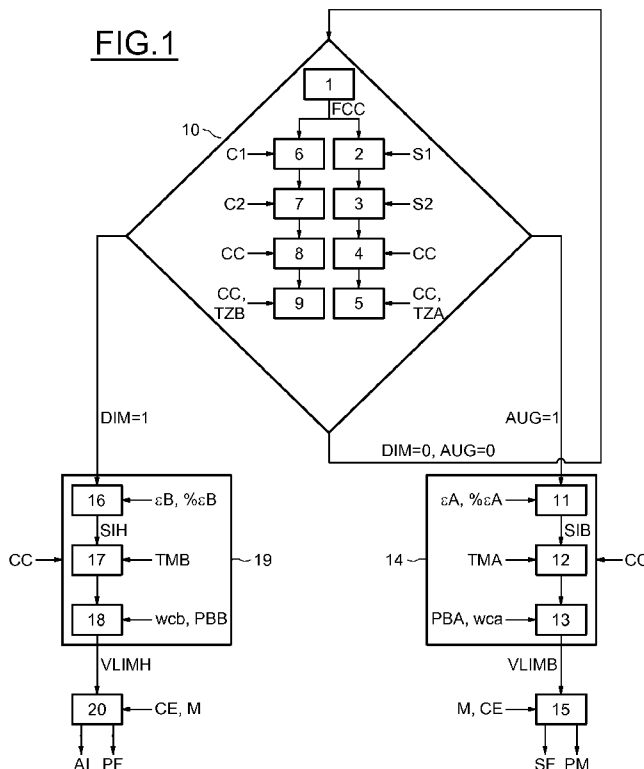 FIG.1
1
FCC
10
C1 6 2 S1
C2 7 3 S2
CC 8 4 CC
CC, TZB 9 5 CC, TZA
DIM=1
AUG=1
DIM=0, AUG=0
16 εB, %εB
εA, %εA 11
SIH
SIB
CC 17 TMB 19
14 TMA 12 CC
18 wcb, PBB
PBA, wca 13
VLIMH
VLIMB
20 CE, M
M, CE 15
AI PE
SE PM